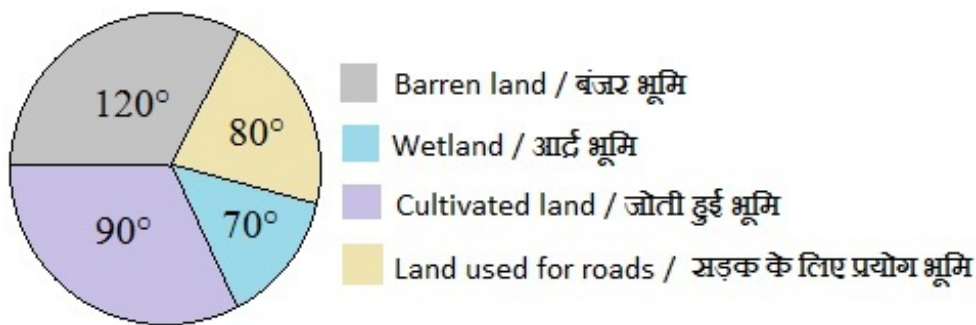 120°
80°
90°
70°
Barren land / बंजर भूमि
Wetland / आर्द्र भूमि
Cultivated land / जोती हुई भूमि
Land used for roads / सड़क के लिए प्रयोग भूमि